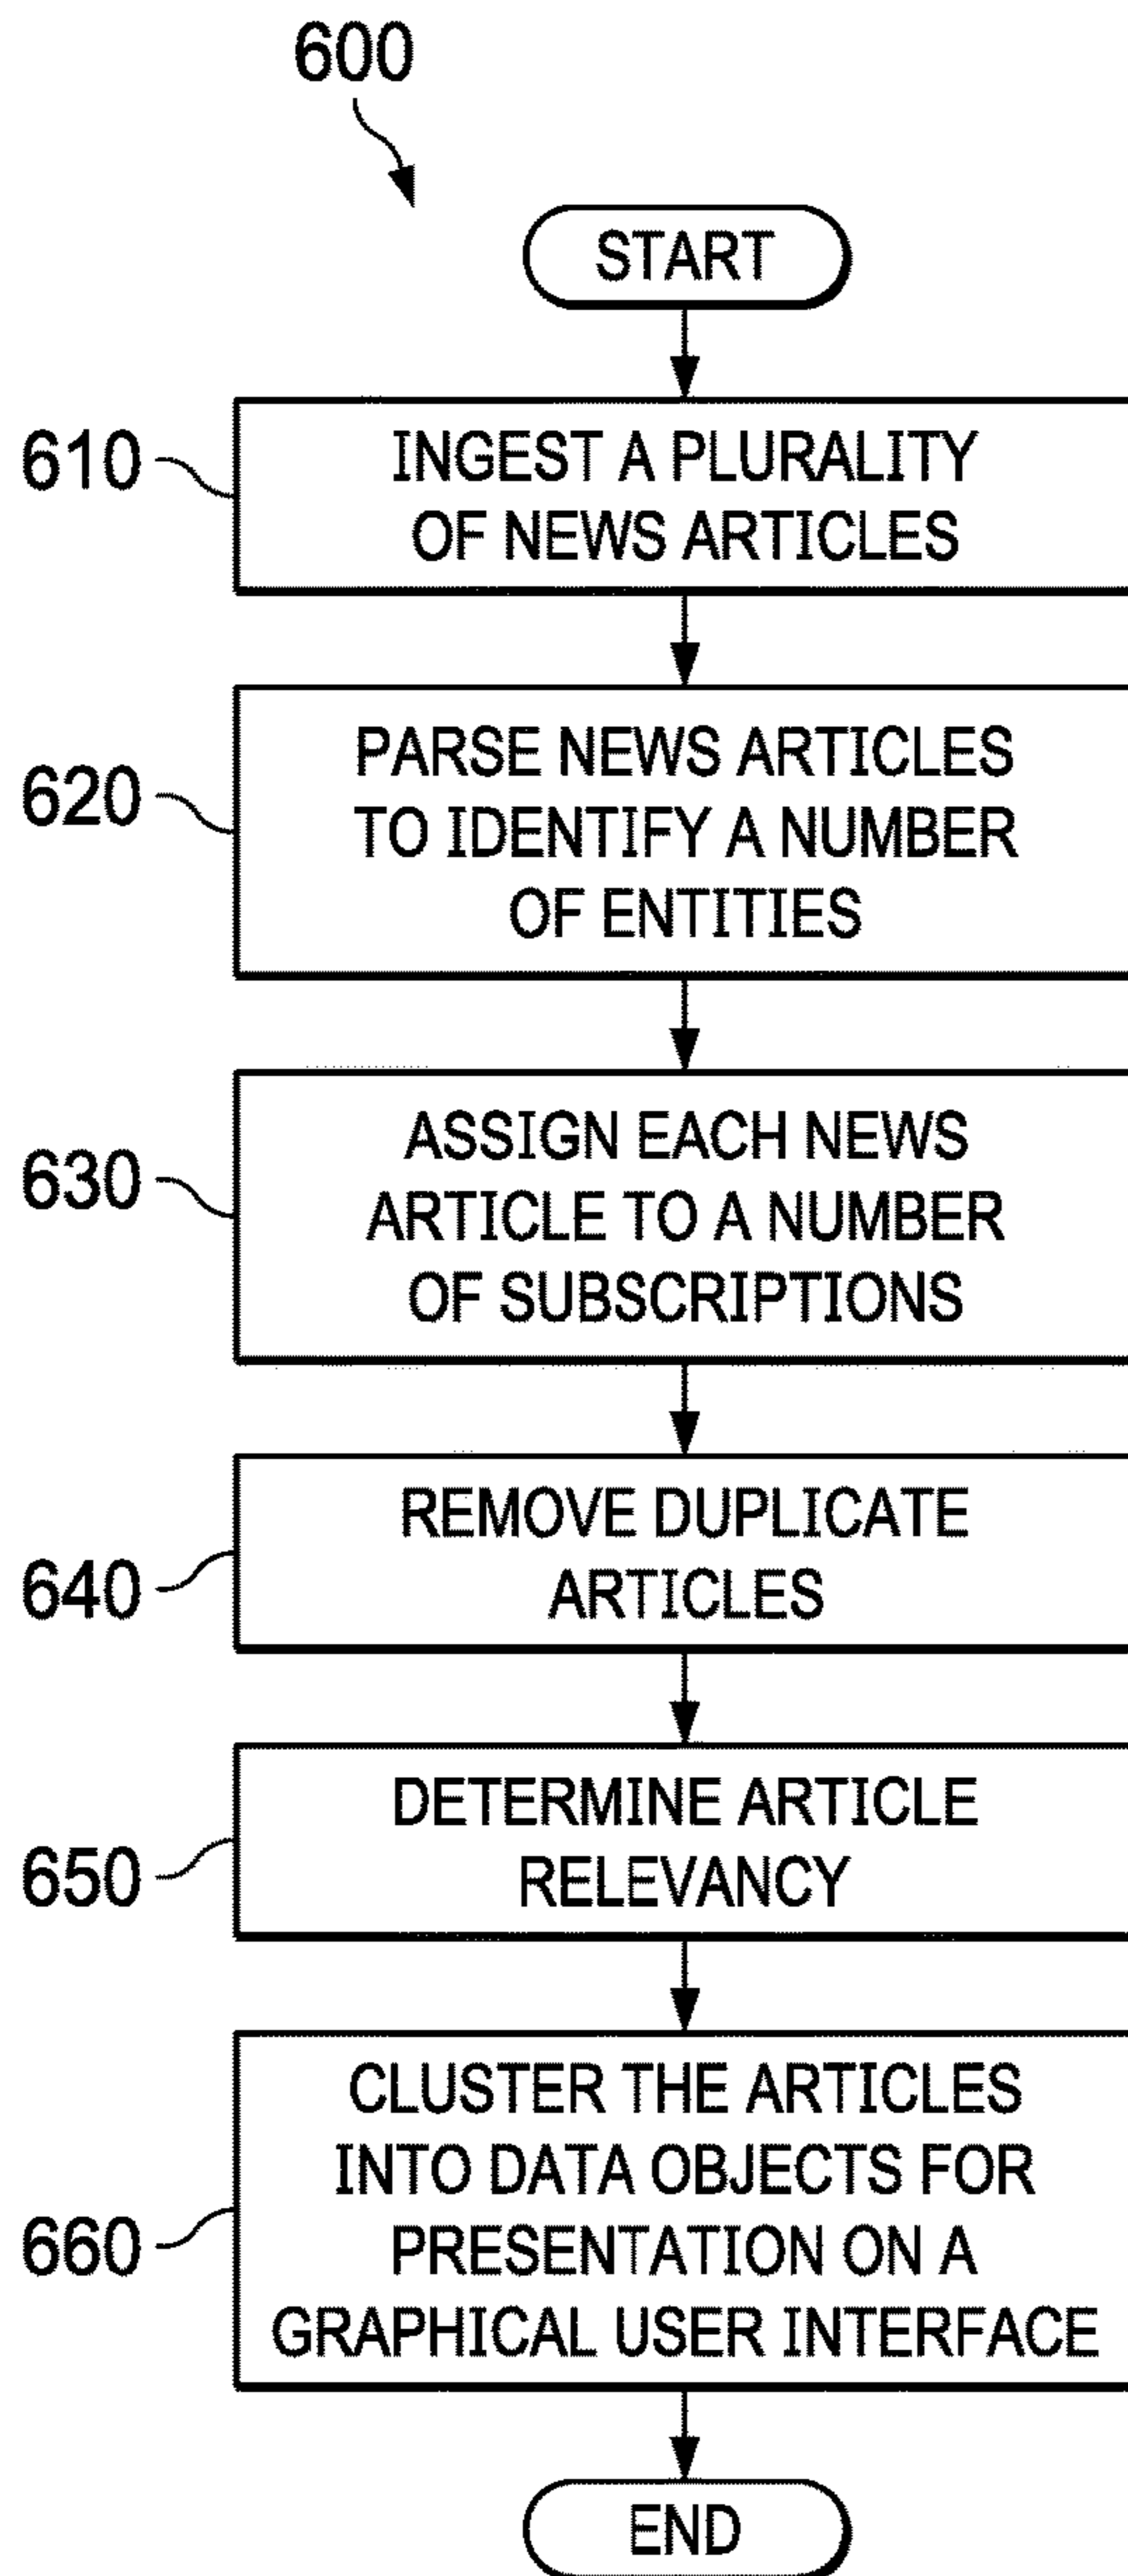 600
START
610
INGEST A PLURALITY
OF NEWS ARTICLES
620
PARSE NEWS ARTICLES
TO IDENTIFY A NUMBER
OF ENTITIES
630
ASSIGN EACH NEWS
ARTICLE TO A NUMBER
OF SUBSCRIPTIONS
640
REMOVE DUPLICATE
ARTICLES
650
DETERMINE ARTICLE
RELEVANCY
660
CLUSTER THE ARTICLES
INTO DATA OBJECTS FOR
PRESENTATION ON A
GRAPHICAL USER INTERFACE
END